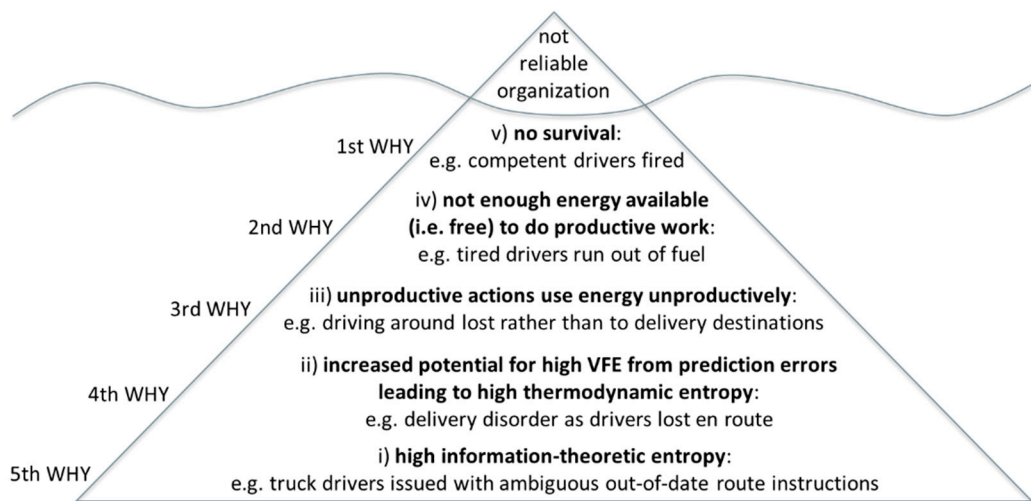 not
reliable
organization
1st WHY
v) no survival:
e.g. competent drivers fired
2nd WHY
iv) not enough energy available
(i.e. free) to do productive work:
e.g. tired drivers run out of fuel
3rd WHY
iii) unproductive actions use energy unproductively:
e.g. driving around lost rather than to delivery destinations
4th WHY
ii) increased potential for high VFE from prediction errors
leading to high thermodynamic entropy:
e.g. delivery disorder as drivers lost en route
5th WHY
i) high information-theoretic entropy:
e.g. truck drivers issued with ambiguous out-of-date route instructions